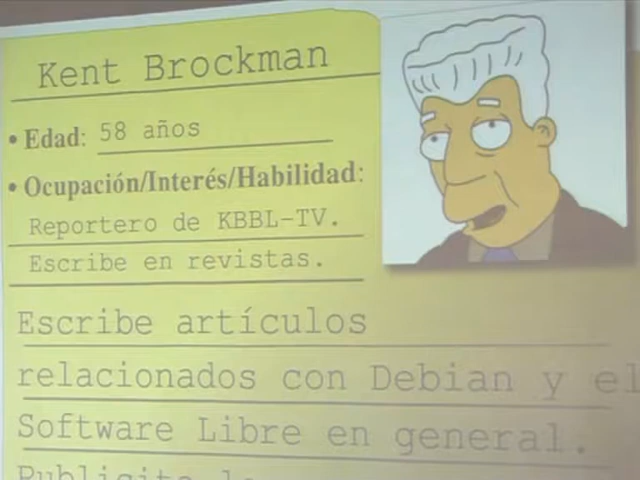 Kent Brockman
• Edad: 58 años
• Ocupación/Interés/Habilidad:
Reportero de KBBL-TV.
Escribe en revistas.
Escribe artículos
relacionados con Debian y el
Software Libre en general.